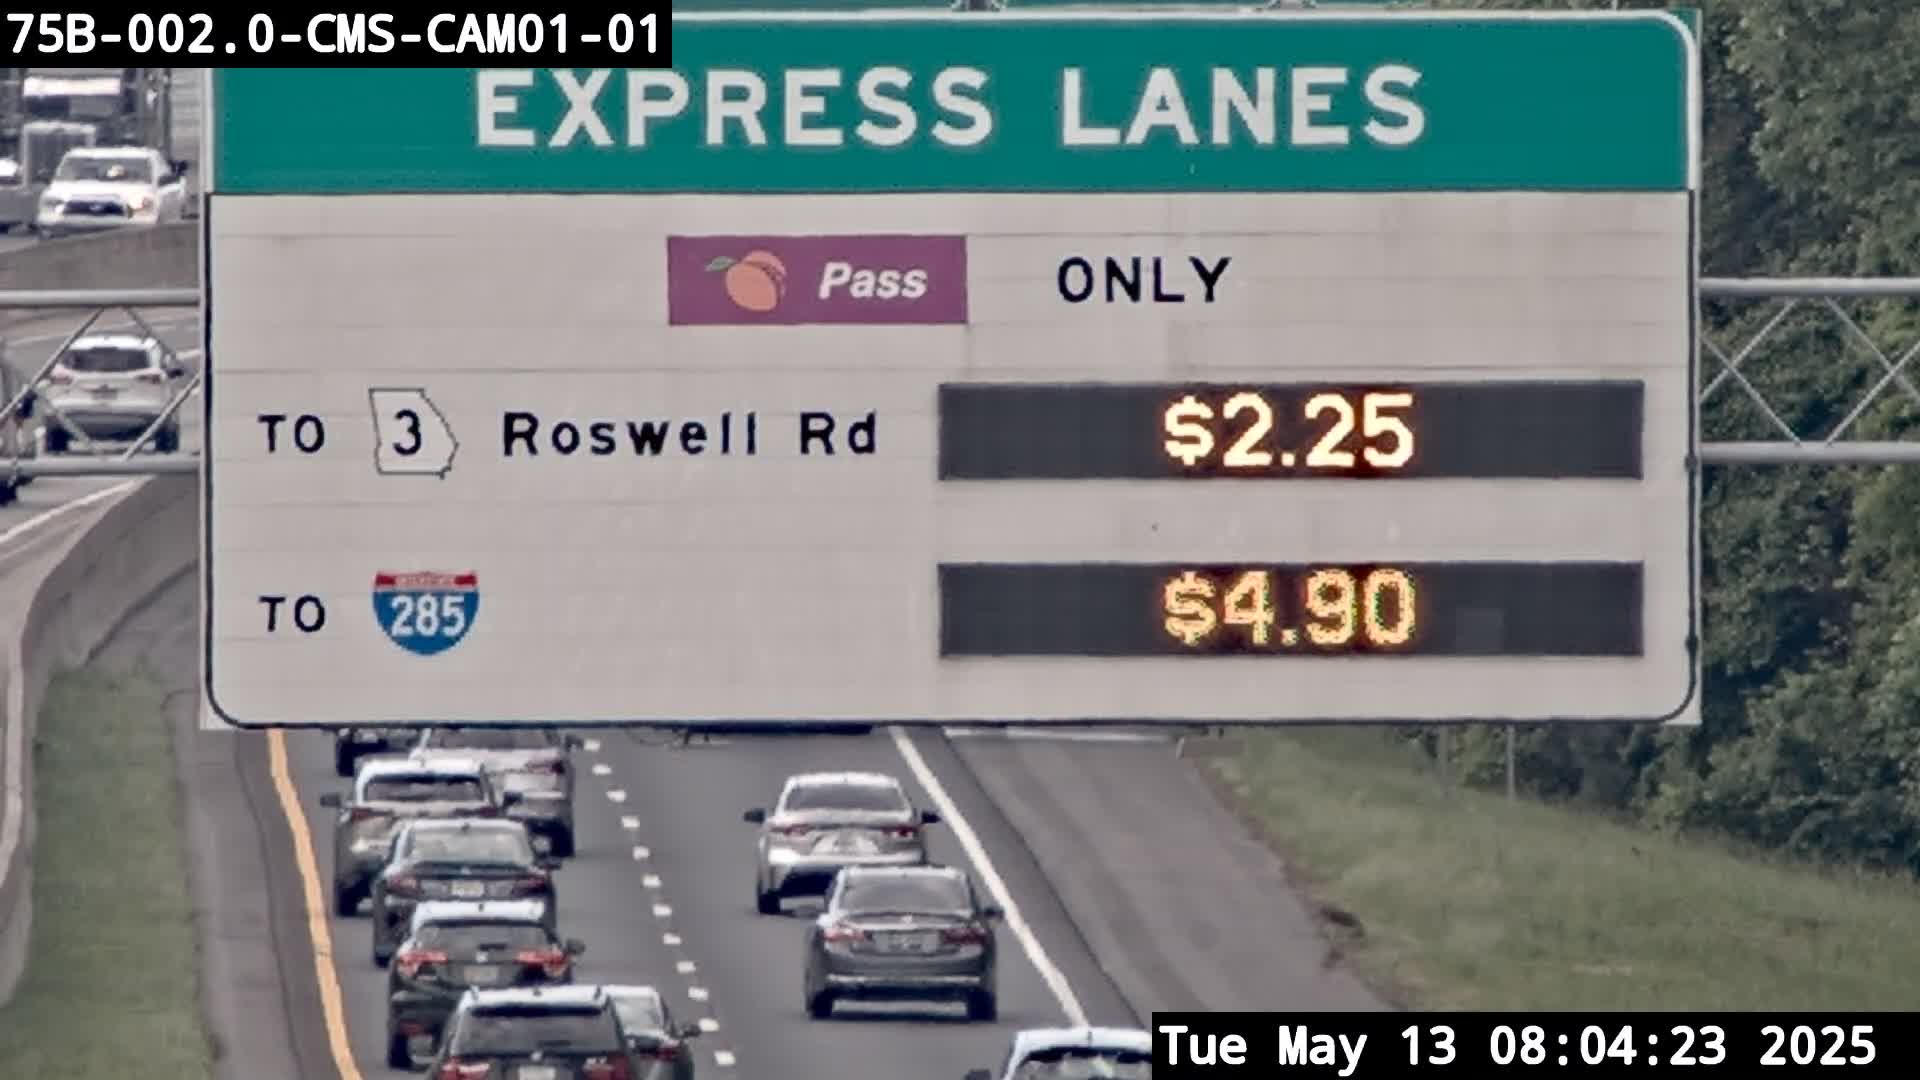 75B-002.0-CMS-CAM01-01
EXPRESS LANES
Pass ONLY
TO 3 Roswell Rd $2.25
TO 285 $4.90
Tue May 13 08:04:23 2025